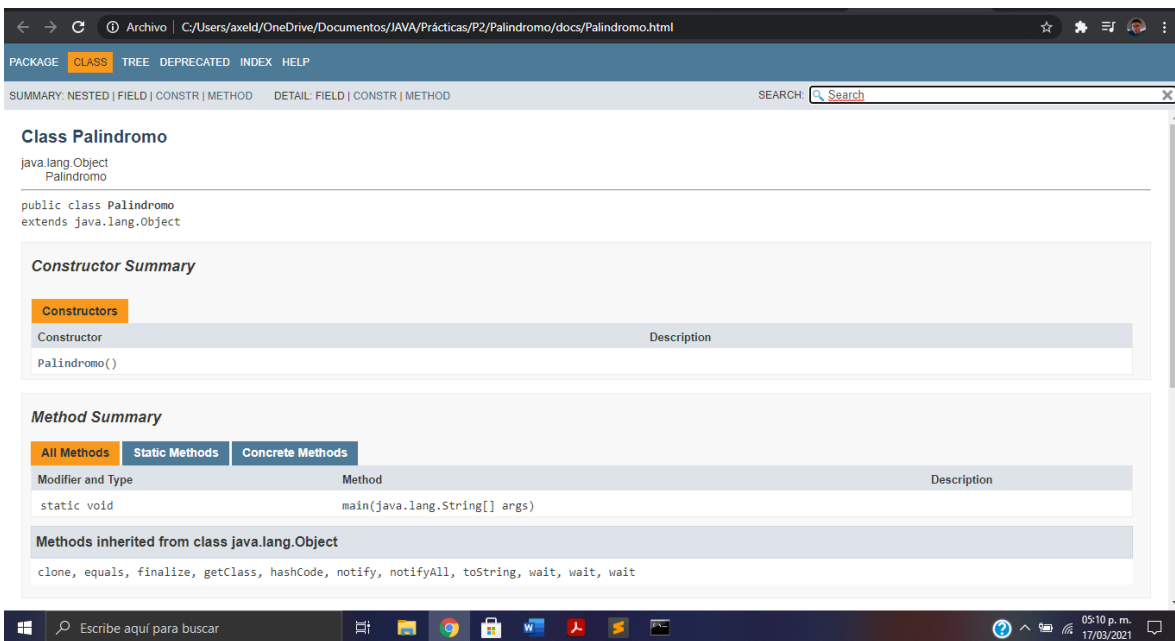 Archivo | C:/Users/axeld/OneDrive/Documentos/JAVA/Prácticas/P2/Palindromo/docs/Palindromo.html
PACKAGE CLASS TREE DEPRECATED INDEX HELP
SUMMARY: NESTED | FIELD | CONSTR | METHOD DETAIL: FIELD | CONSTR | METHOD SEARCH: Search
Class Palindromo
java.lang.Object
Palindromo
public class Palindromo
extends java.lang.Object
Constructor Summary
Constructors
Constructor Description
Palindromo()
Method Summary
All Methods Static Methods Concrete Methods
Modifier and Type Method Description
static void main(java.lang.String[] args)
Methods inherited from class java.lang.Object
clone, equals, finalize, getClass, hashCode, notify, notifyAll, toString, wait, wait, wait
Escribe aquí para buscar
05:10 p. m.
17/03/2021